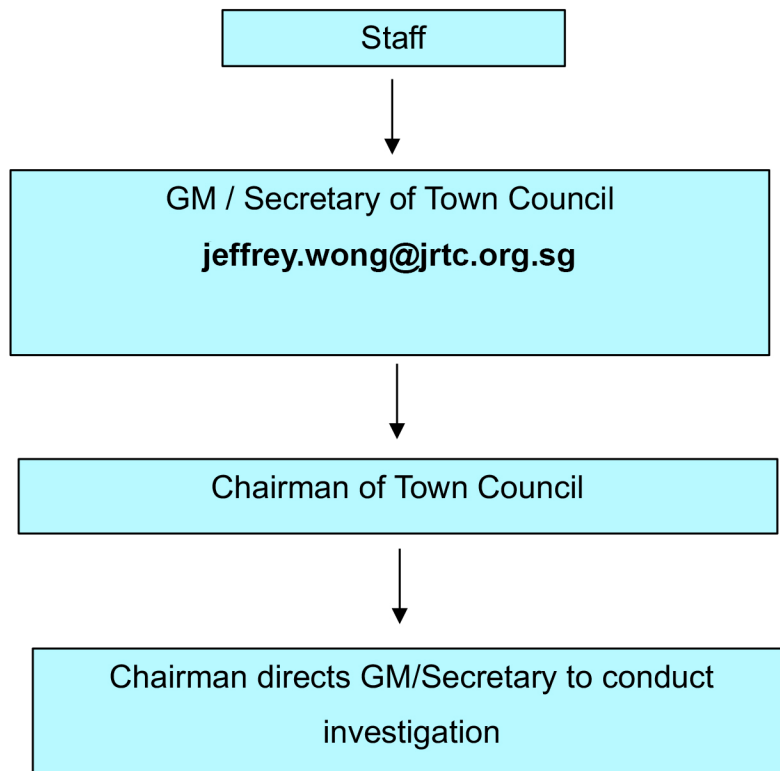 Staff
GM / Secretary of Town Council
jeffrey.wong@jrtc.org.sg
Chairman of Town Council
Chairman directs GM/Secretary to conduct
investigation